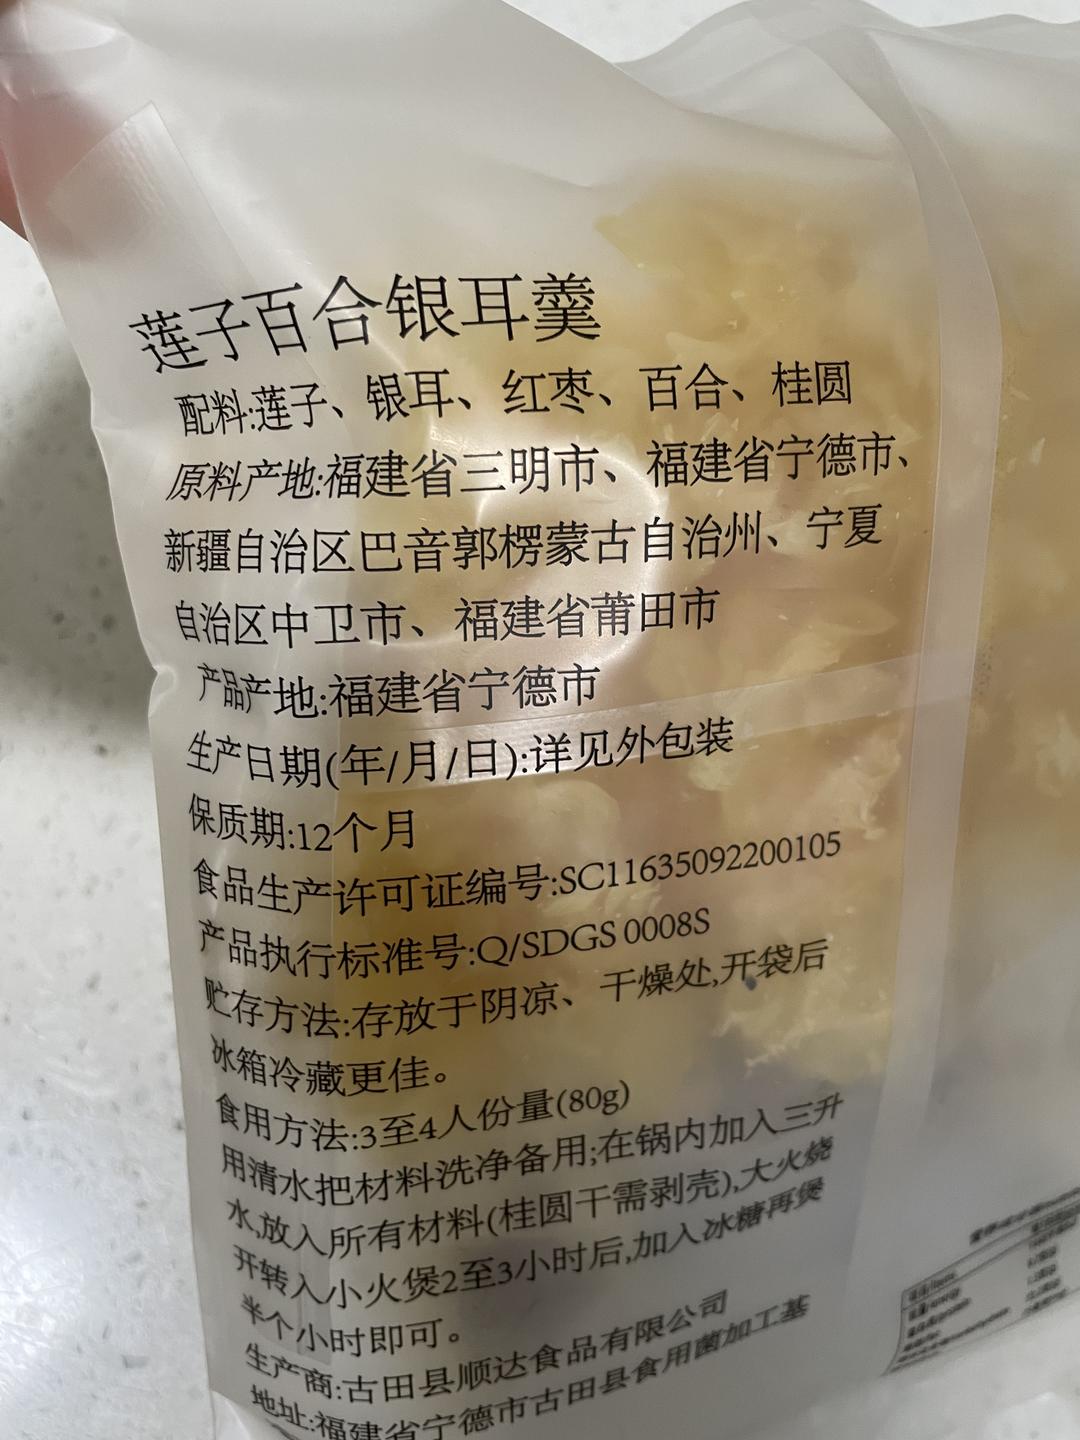 莲子百合银耳羹
配料:莲子、银耳、红枣、百合、桂圆
原料产地:福建省三明市、福建省宁德市、
新疆自治区巴音郭楞蒙古自治州、宁夏
自治区中卫市、福建省莆田市
产品产地:福建省宁德市
生产日期(年/月/日):详见外包装
保质期:12个月
食品生产许可证编号:SC11635092200105
产品执行标准号:Q/SDGS 0008S
贮存方法:存放于阴凉、干燥处,开袋后
冰箱冷藏更佳。
食用方法:3至4人份量(80g)
用清水把材料洗净备用;在锅内加入三升
水,放入所有材料(桂圆干需剥壳),大火烧
开转入小火煲2至3小时后,加入冰糖再煲
半个小时即可。
生产商:古田县顺达食品有限公司
地址:福建省宁德市古田县食用菌加工基